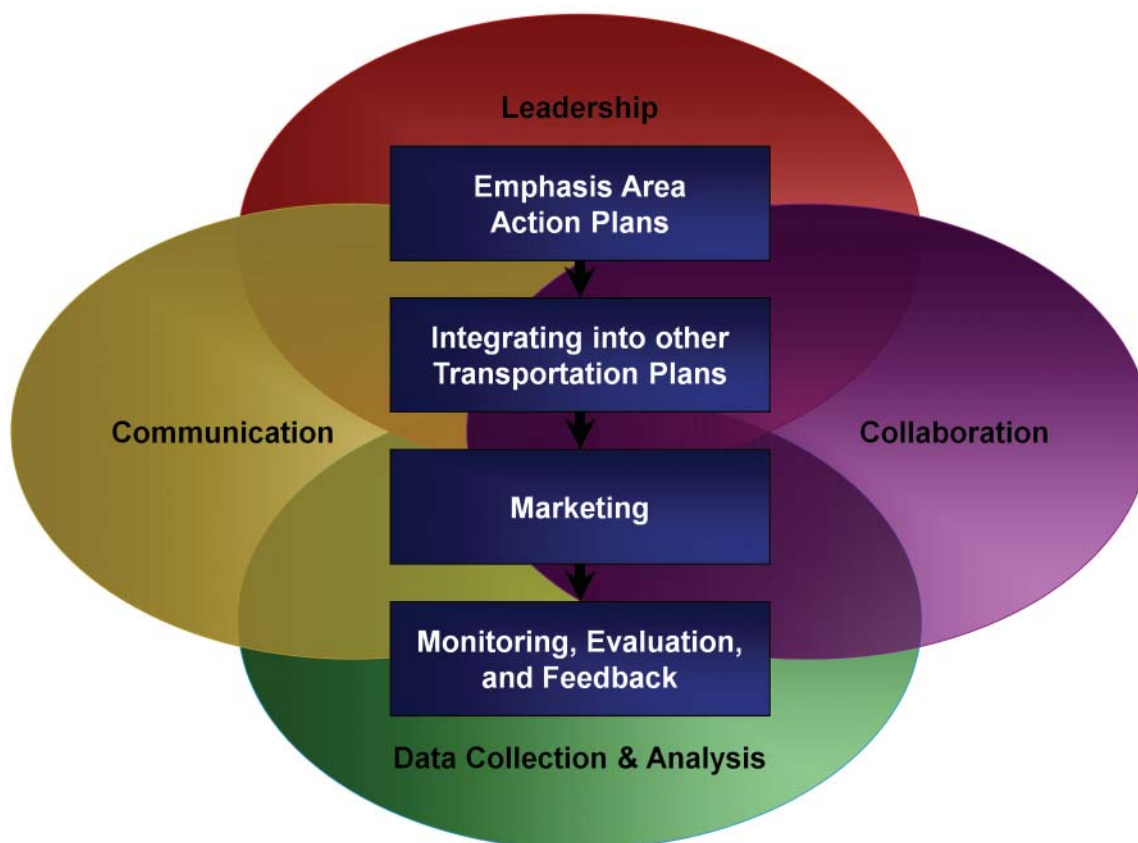 Leadership
Emphasis Area
Action Plans
Integrating into other
Transportation Plans
Communication
Collaboration
Marketing
Monitoring, Evaluation,
and Feedback
Data Collection & Analysis